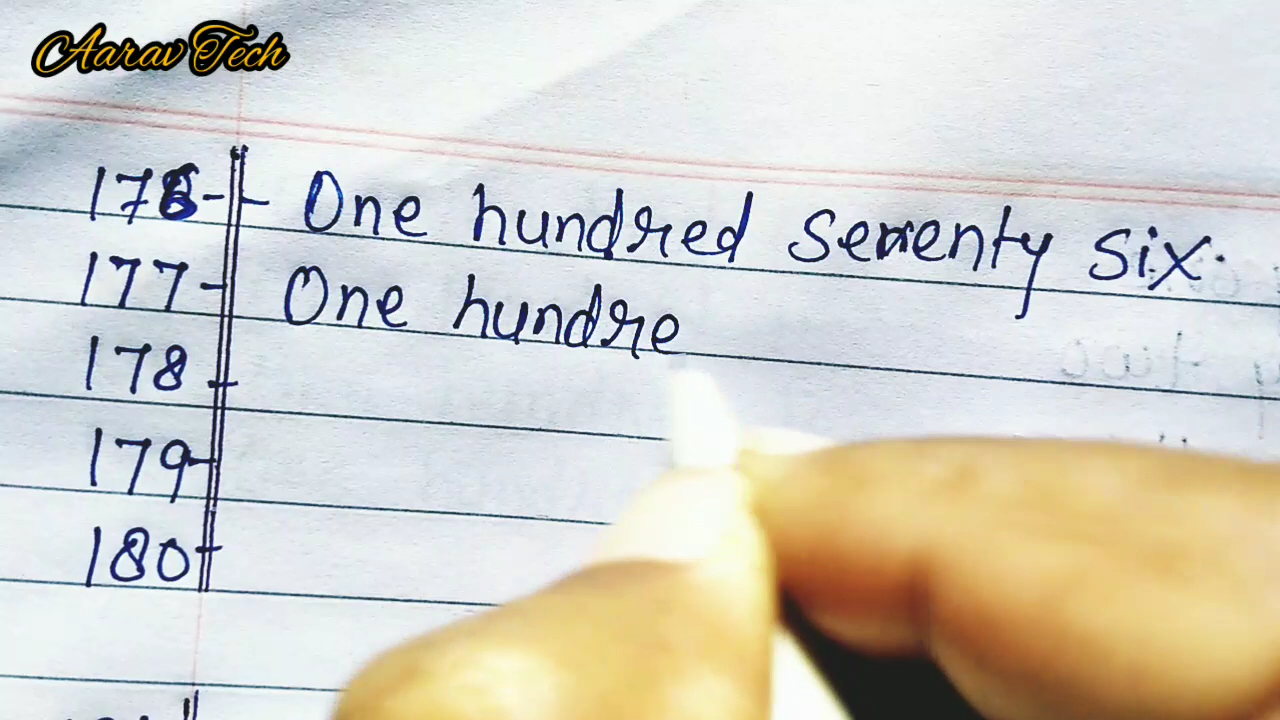 Aarav Tech
176-- One hundred seventy six.
177- One hundre
178-
179-
180-